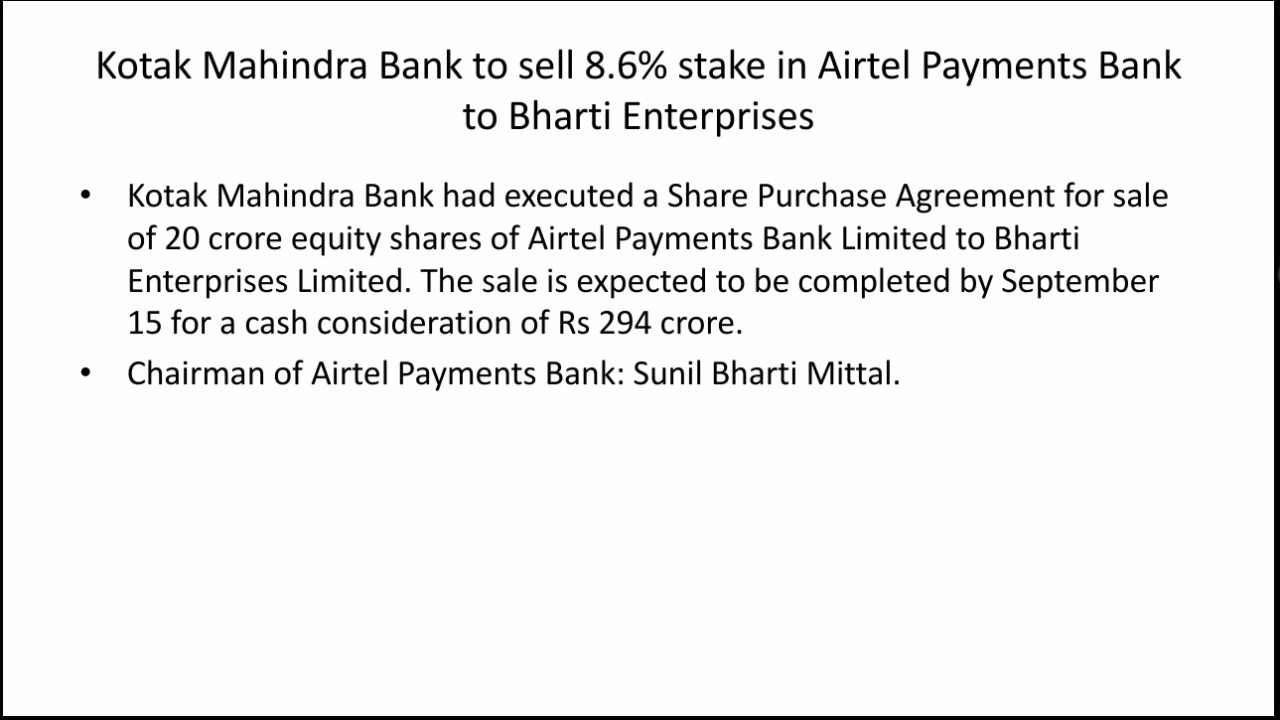 Kotak Mahindra Bank to sell 8.6% stake in Airtel Payments Bank
to Bharti Enterprises
• Kotak Mahindra Bank had executed a Share Purchase Agreement for sale
of 20 crore equity shares of Airtel Payments Bank Limited to Bharti
Enterprises Limited. The sale is expected to be completed by September
15 for a cash consideration of Rs 294 crore.
• Chairman of Airtel Payments Bank: Sunil Bharti Mittal.